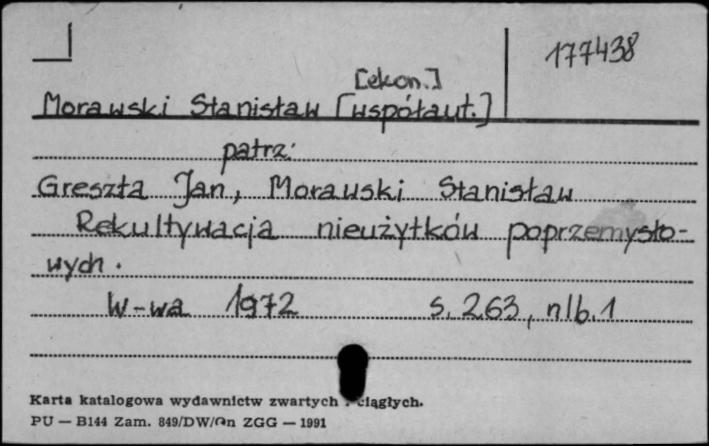 177438
[ekon.]
Morawski Stanisław [współaut.]
patrz:
Greszta Jan, Morawski Stanisław
Rekultywacja nieużytków poprzemysło-
wych.
W-wa 1972 s. 263, nlb. 1
Karta katalogowa wydawnictw zwartych i ciągłych.
PU — B144 Zam. 849/DW/On ZGG — 1991